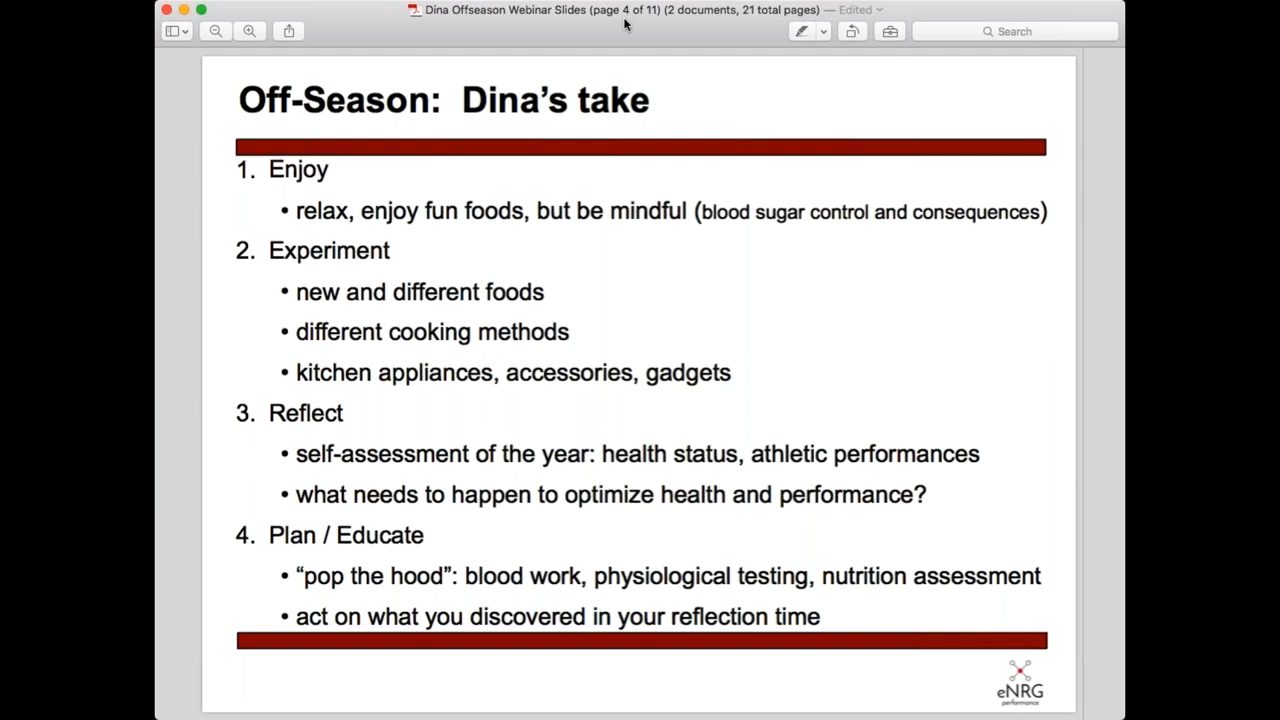 Dina Offseason Webinar Slides (page 4 of 11) (2 documents, 21 total pages) — Edited
Search
Off-Season: Dina's take
1. Enjoy
• relax, enjoy fun foods, but be mindful (blood sugar control and consequences)
2. Experiment
• new and different foods
• different cooking methods
• kitchen appliances, accessories, gadgets
3. Reflect
• self-assessment of the year: health status, athletic performances
• what needs to happen to optimize health and performance?
4. Plan / Educate
• “pop the hood”: blood work, physiological testing, nutrition assessment
• act on what you discovered in your reflection time
eNRG
performance